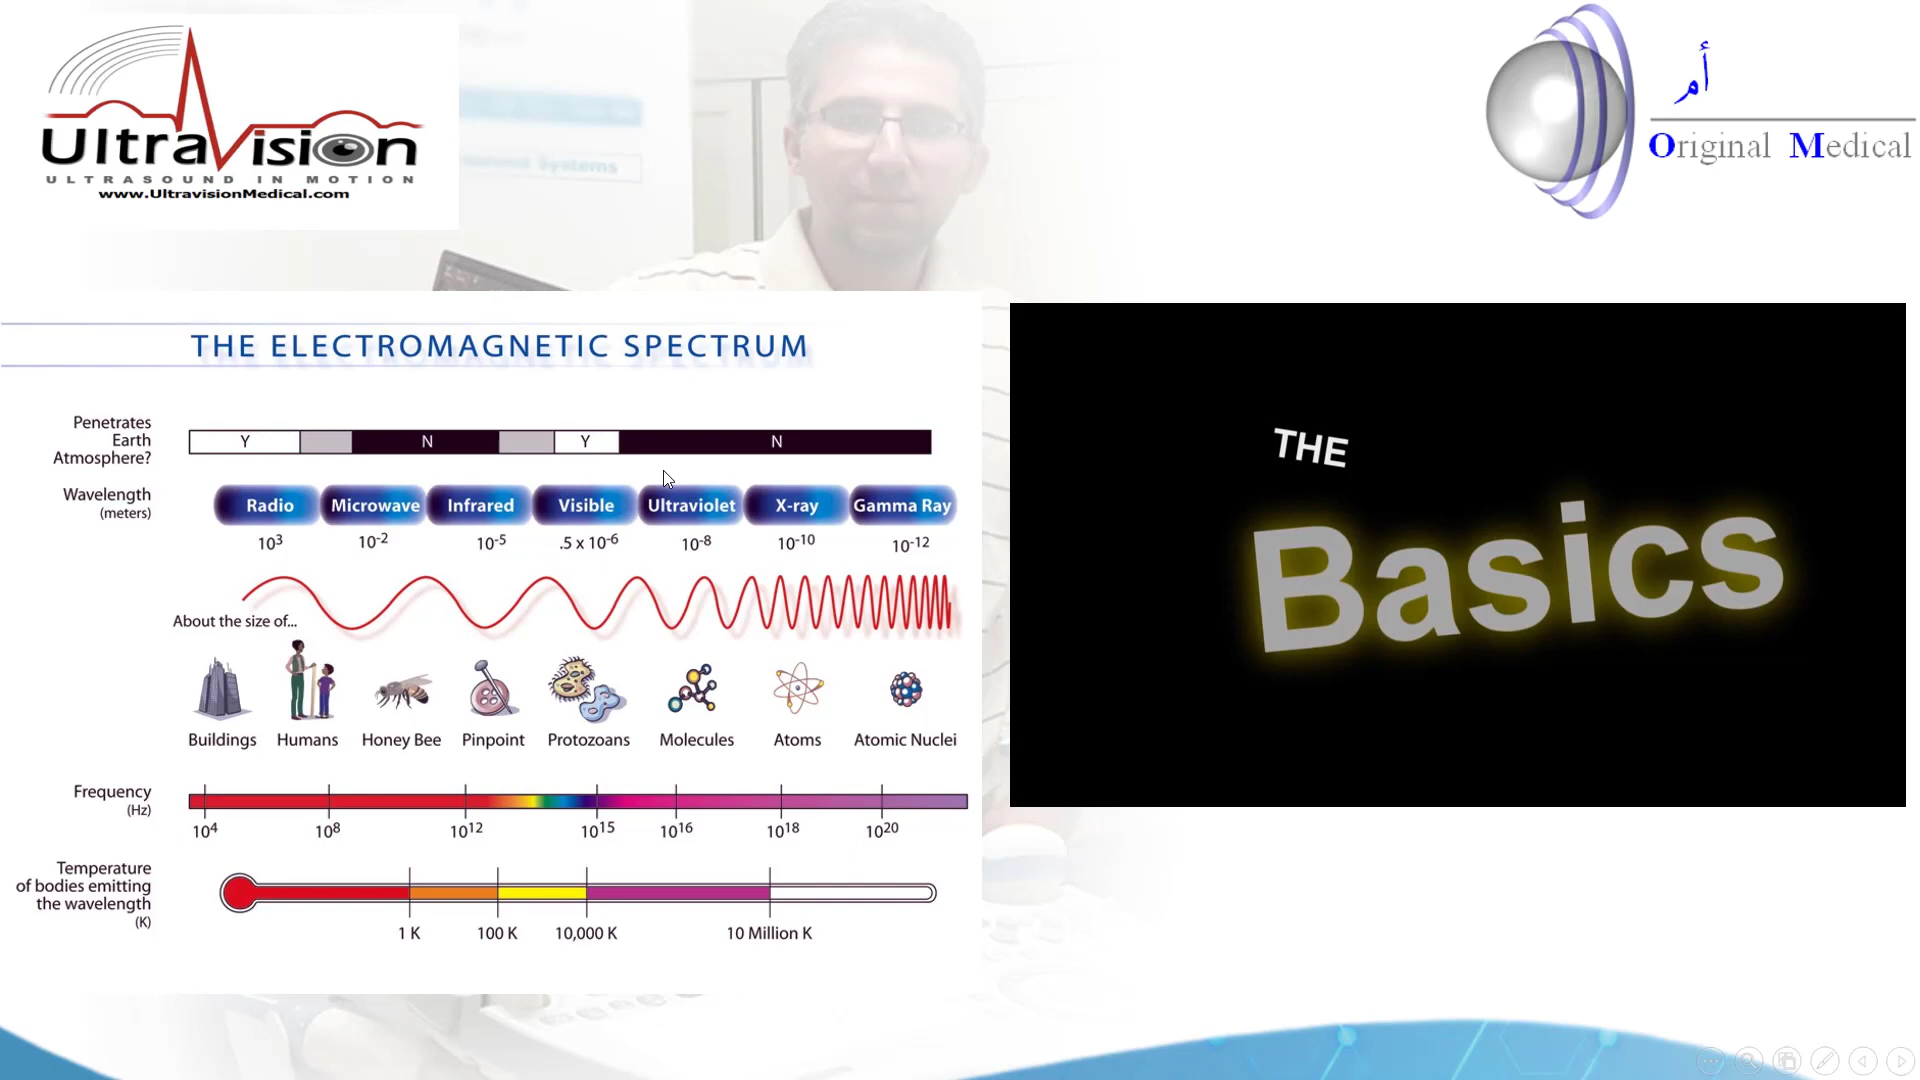 UltraVision
ULTRASOUND IN MOTION
www.UltravisionMedical.com
Systems
أم
Original Medical
THE ELECTROMAGNETIC SPECTRUM
Penetrates
Earth
Atmosphere?
Y N Y N
Wavelength
(meters)
Radio Microwave Infrared Visible Ultraviolet X-ray Gamma Ray
10³ 10⁻² 10⁻⁵ .5 x 10⁻⁶ 10⁻⁸ 10⁻¹⁰ 10⁻¹²
About the size of...
Buildings Humans Honey Bee Pinpoint Protozoans Molecules Atoms Atomic Nuclei
Frequency
(Hz)
10⁴ 10⁸ 10¹² 10¹⁵ 10¹⁶ 10¹⁸ 10²⁰
Temperature
of bodies emitting
the wavelength
(K)
1 K 100 K 10,000 K 10 Million K
THE
Basics